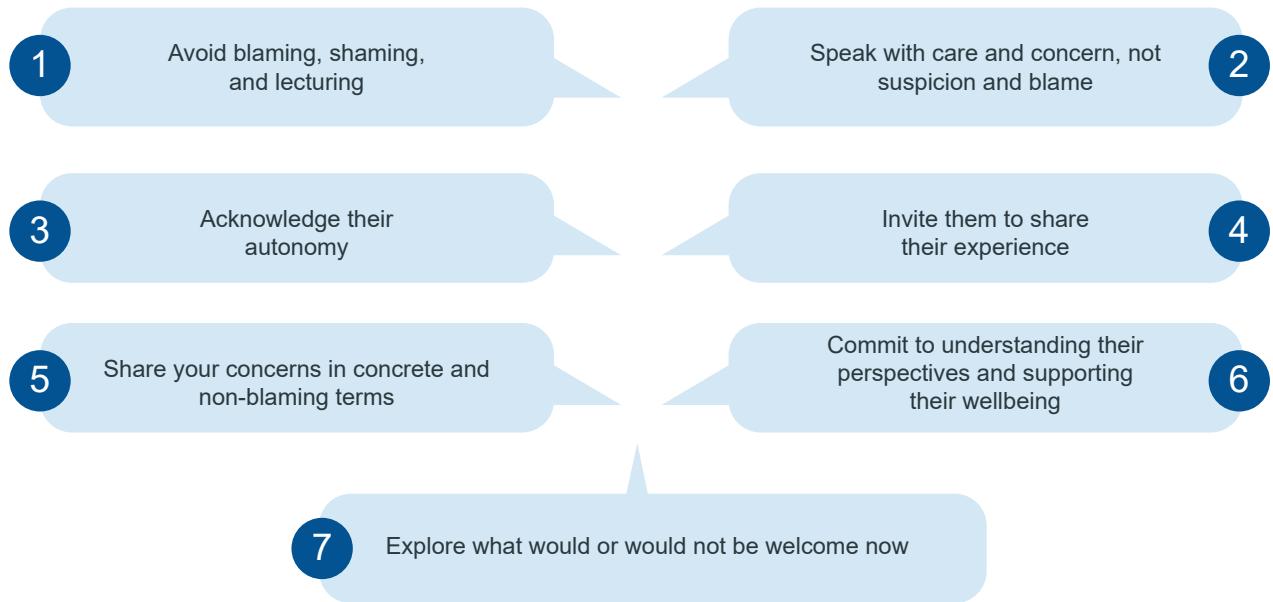 1
Avoid blaming, shaming,
and lecturing
2
Speak with care and concern, not
suspicion and blame
3
Acknowledge their
autonomy
4
Invite them to share
their experience
5
Share your concerns in concrete and
non-blaming terms
6
Commit to understanding their
perspectives and supporting
their wellbeing
7
Explore what would or would not be welcome now